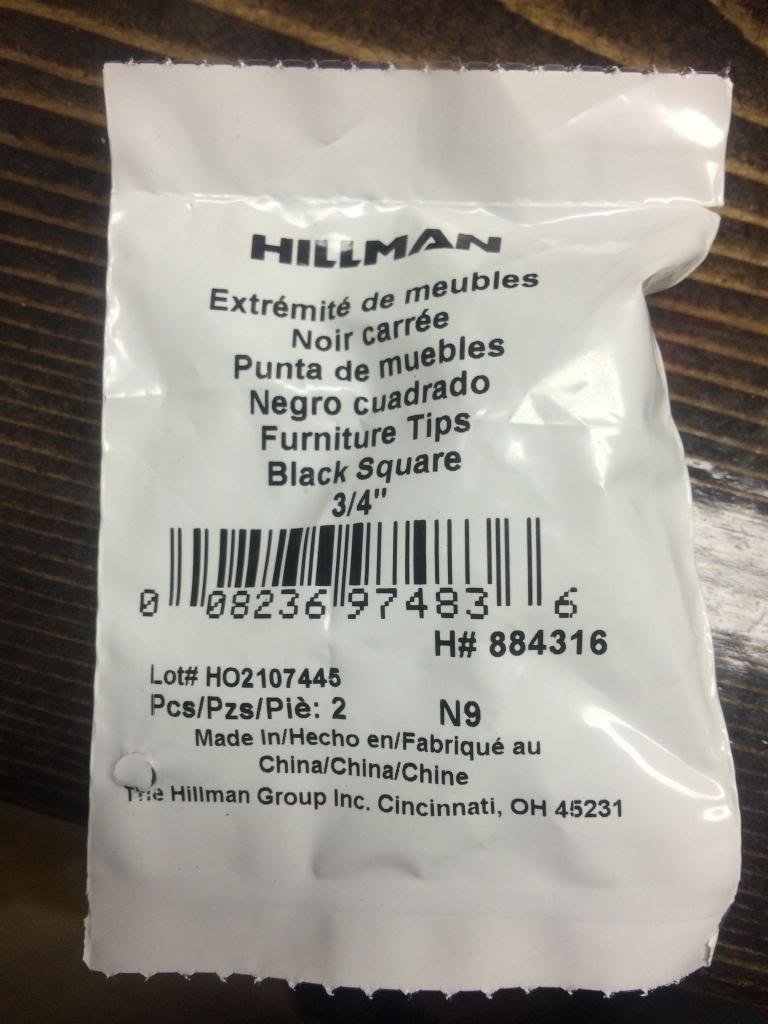 HILLMAN
Extrémité de meubles
Noir carrée
Punta de muebles
Negro cuadrado
Furniture Tips
Black Square
3/4"
0 08236 97483 6
H# 884316
Lot# HO2107445
Pcs/Pzs/Piè: 2 N9
Made In/Hecho en/Fabriqué au
China/China/Chine
The Hillman Group Inc. Cincinnati, OH 45231